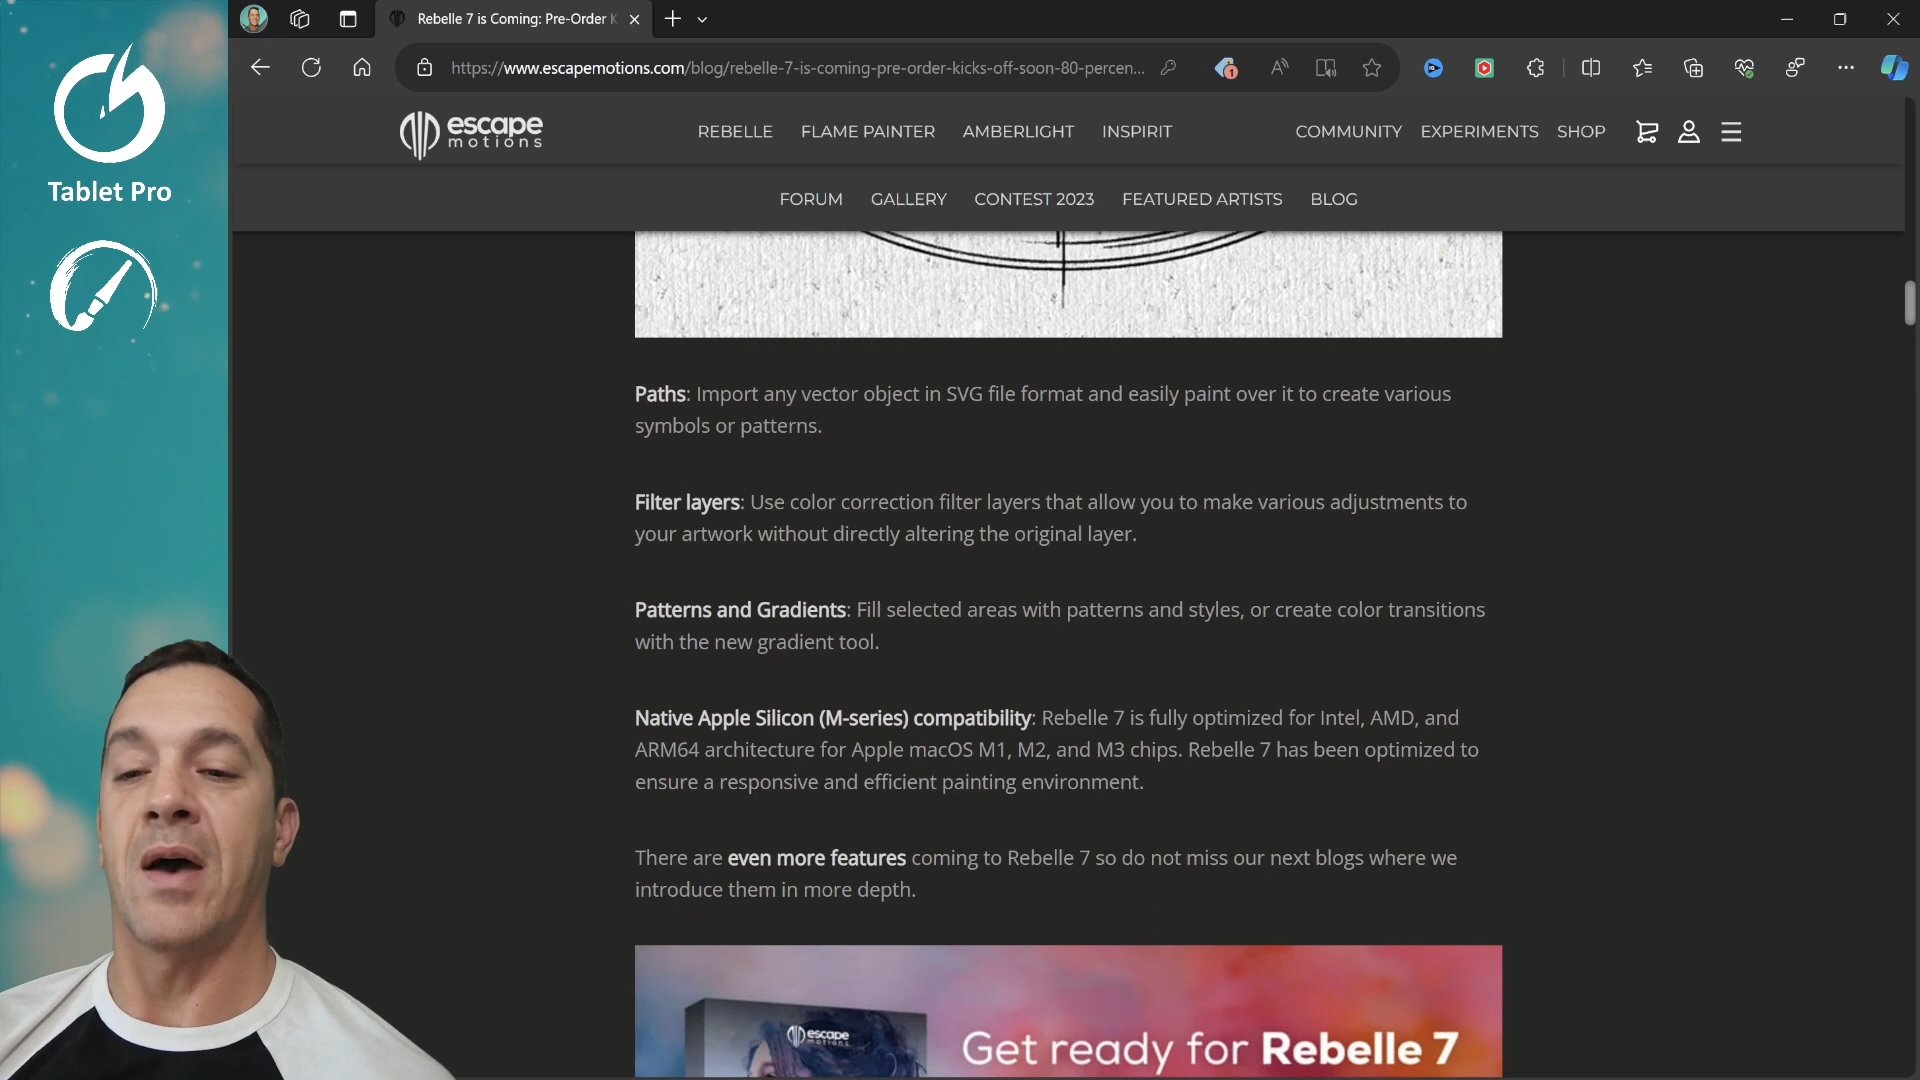 Tablet Pro
Rebelle 7 is Coming: Pre-Order K
https://www.escapemotions.com/blog/rebelle-7-is-coming-pre-order-kicks-off-soon-80-percen...
1
escape
motions
REBELLE FLAME PAINTER AMBERLIGHT INSPIRIT COMMUNITY EXPERIMENTS SHOP
FORUM GALLERY CONTEST 2023 FEATURED ARTISTS BLOG
Paths: Import any vector object in SVG file format and easily paint over it to create various
symbols or patterns.
Filter layers: Use color correction filter layers that allow you to make various adjustments to
your artwork without directly altering the original layer.
Patterns and Gradients: Fill selected areas with patterns and styles, or create color transitions
with the new gradient tool.
Native Apple Silicon (M-series) compatibility: Rebelle 7 is fully optimized for Intel, AMD, and
ARM64 architecture for Apple macOS M1, M2, and M3 chips. Rebelle 7 has been optimized to
ensure a responsive and efficient painting environment.
There are even more features coming to Rebelle 7 so do not miss our next blogs where we
introduce them in more depth.
escape
motions
Get ready for Rebelle 7